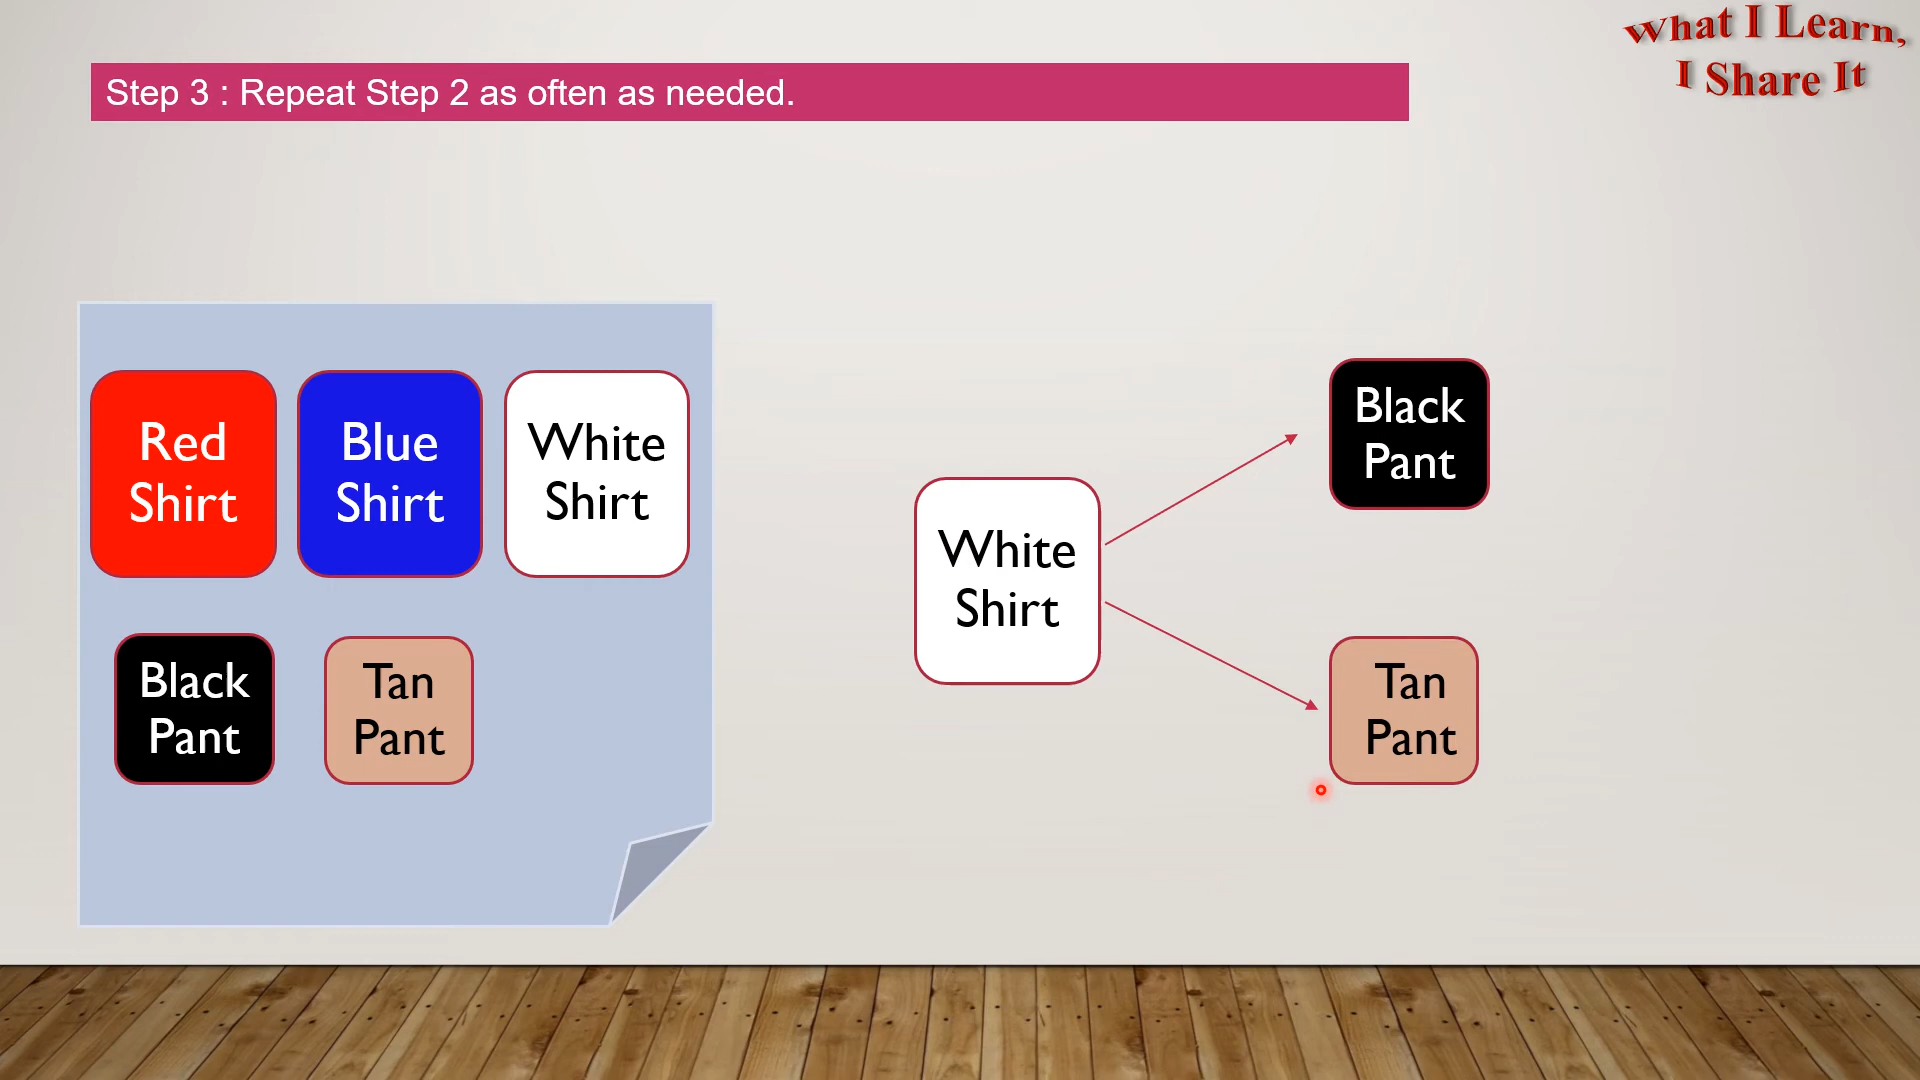 What I Learn,
I Share It
Step 3 : Repeat Step 2 as often as needed.
Red
Shirt
Blue
Shirt
White
Shirt
Black
Pant
Tan
Pant
White
Shirt
Black
Pant
Tan
Pant